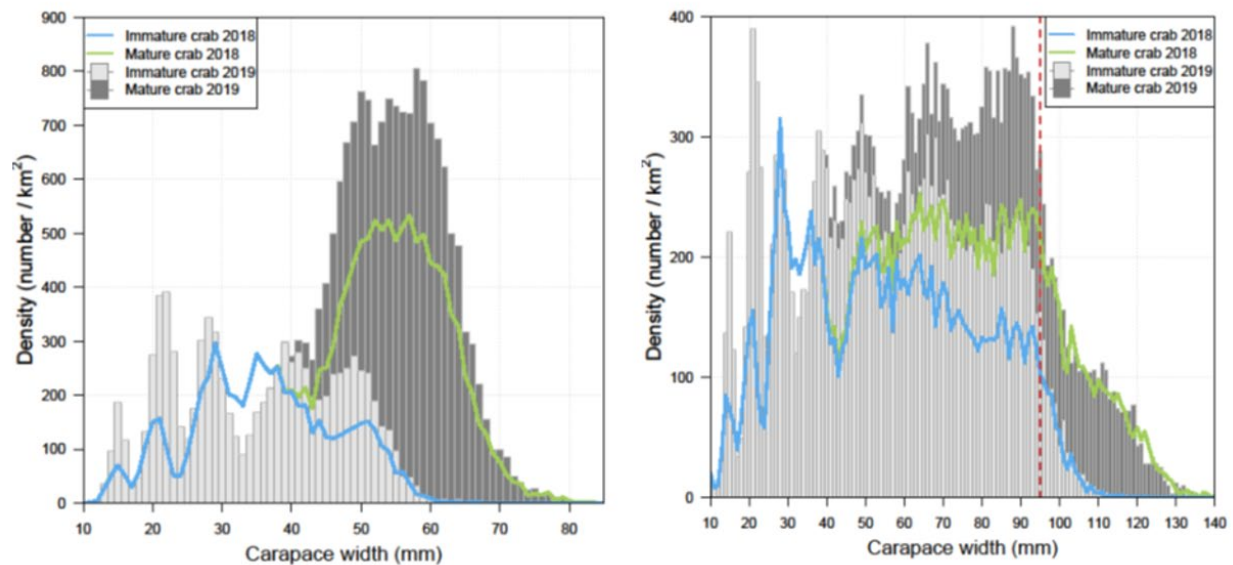 900
800
700
600
500
400
300
200
100
0
Density (number / km²)
Immature crab 2018
Mature crab 2018
Immature crab 2019
Mature crab 2019
10 20 30 40 50 60 70 80
Carapace width (mm)
400
300
200
100
0
Density (number / km²)
Immature crab 2018
Mature crab 2018
Immature crab 2019
Mature crab 2019
10 20 30 40 50 60 70 80 90 100 110 120 130 140
Carapace width (mm)